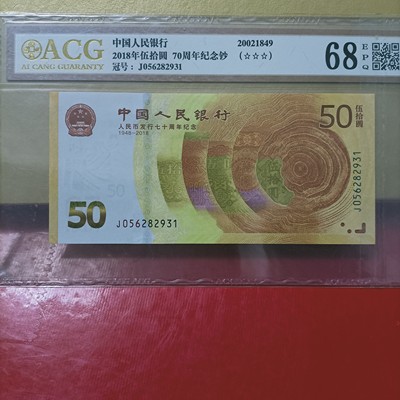 ACG
AI CANG GUARANTY
中国人民银行
2018年伍拾圆 70周年纪念钞
冠号：J056282931
20021849
(☆☆☆)
68
EPQ
中国人民银行
人民币发行七十周年纪念
1948-2018
50
伍拾圆
J056282931
50
J056282931